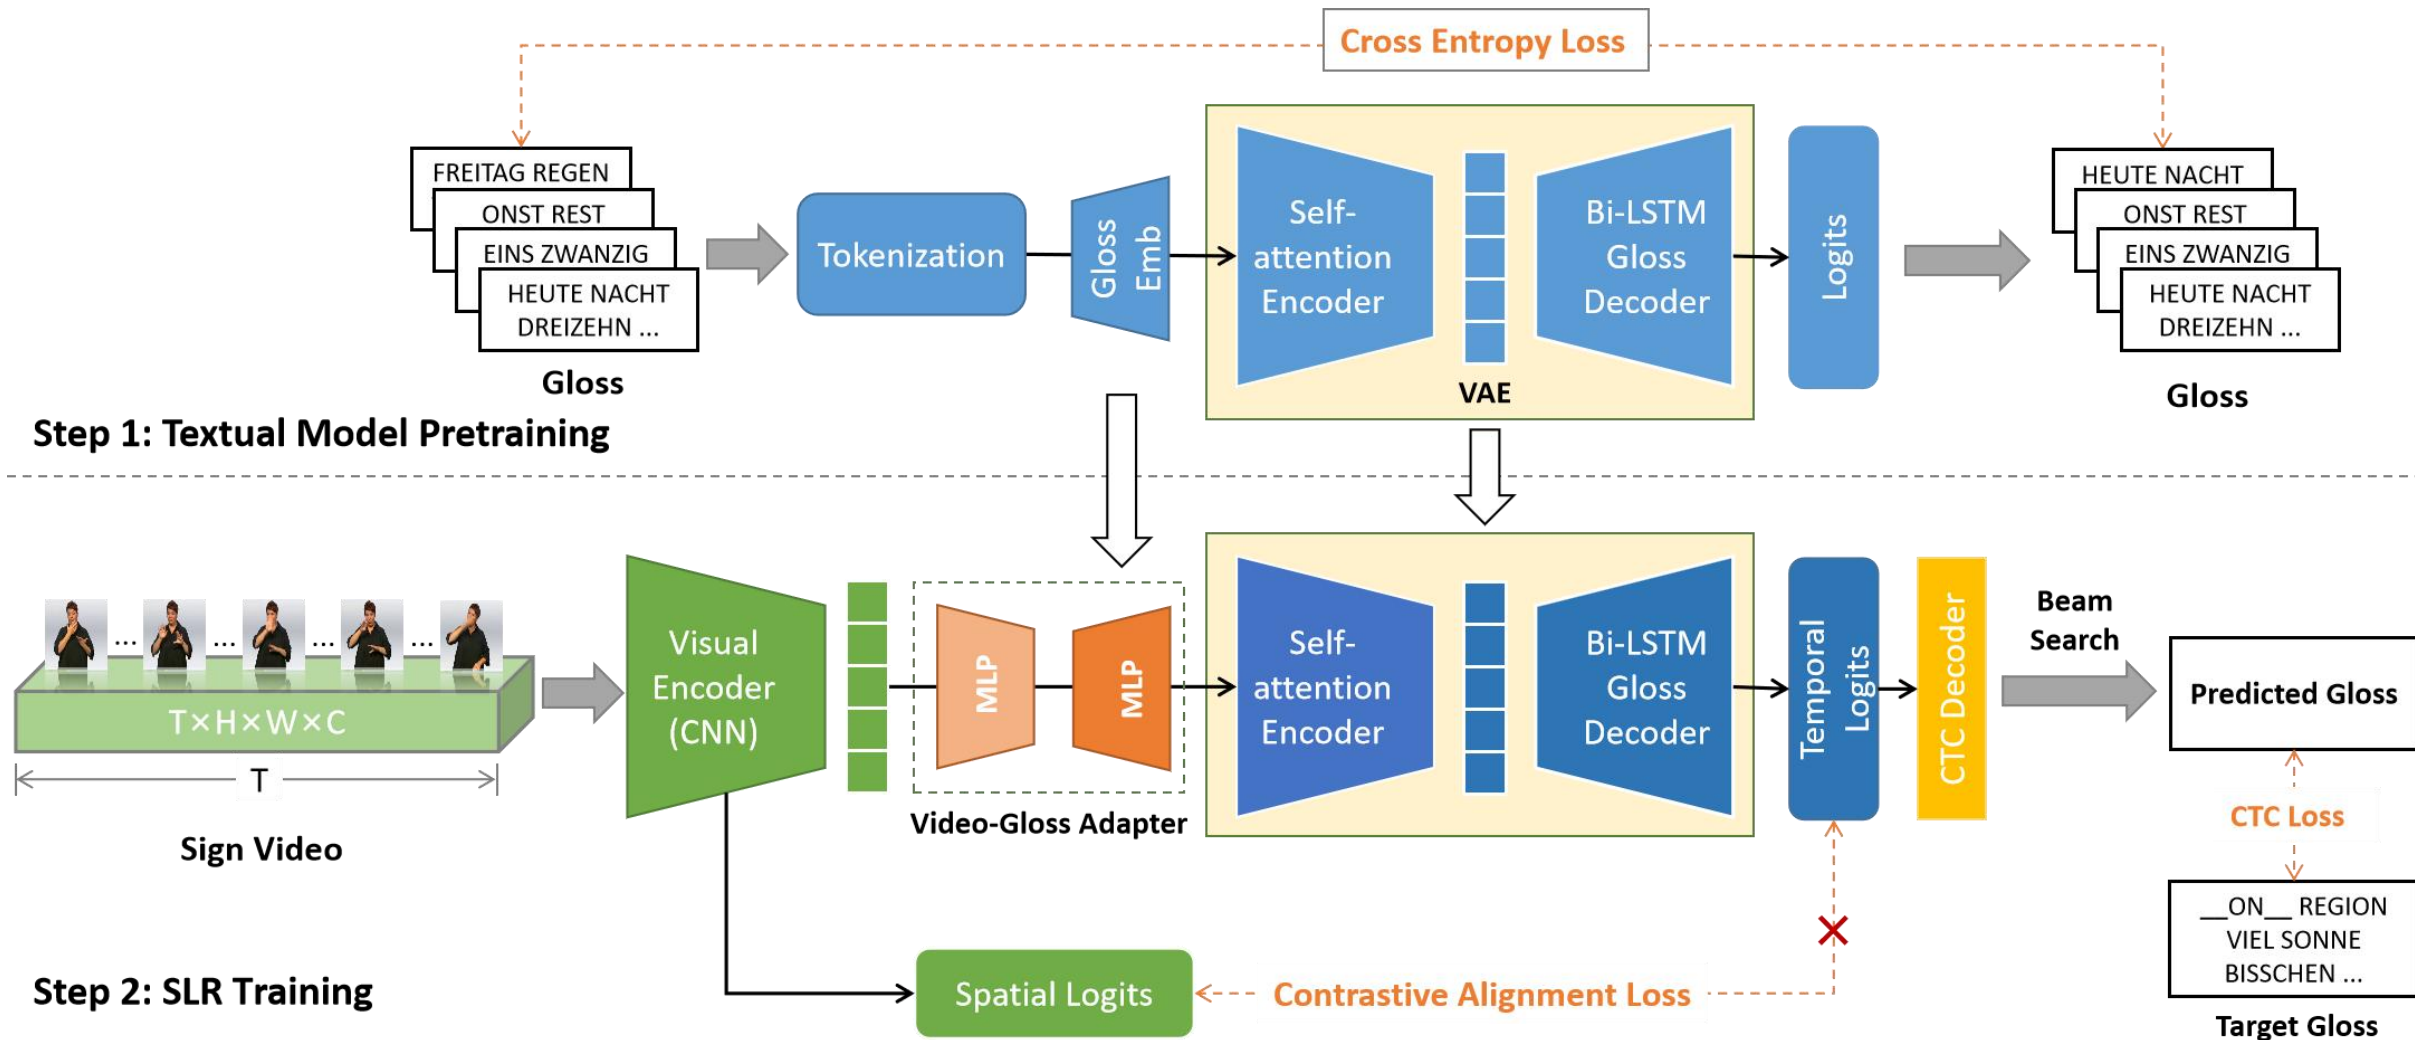 Cross Entropy Loss
FREITAG REGEN
ONST REST
EINS ZWANZIG
HEUTE NACHT
DREIZEHN ...
Gloss
Tokenization
Gloss
Emb
Self-
attention
Encoder
VAE
Bi-LSTM
Gloss
Decoder
Logits
HEUTE NACHT
ONST REST
EINS ZWANZIG
HEUTE NACHT
DREIZEHN ...
Gloss
Step 1: Textual Model Pretraining
... ... ... ...
T×H×W×C
T
Sign Video
Visual
Encoder
(CNN)
MLP
MLP
Video-Gloss Adapter
Self-
attention
Encoder
Bi-LSTM
Gloss
Decoder
Temporal
Logits
CTC Decoder
Beam
Search
Predicted Gloss
CTC Loss
__ON__ REGION
VIEL SONNE
BISSCHEN ...
Target Gloss
Spatial Logits
Contrastive Alignment Loss
Step 2: SLR Training